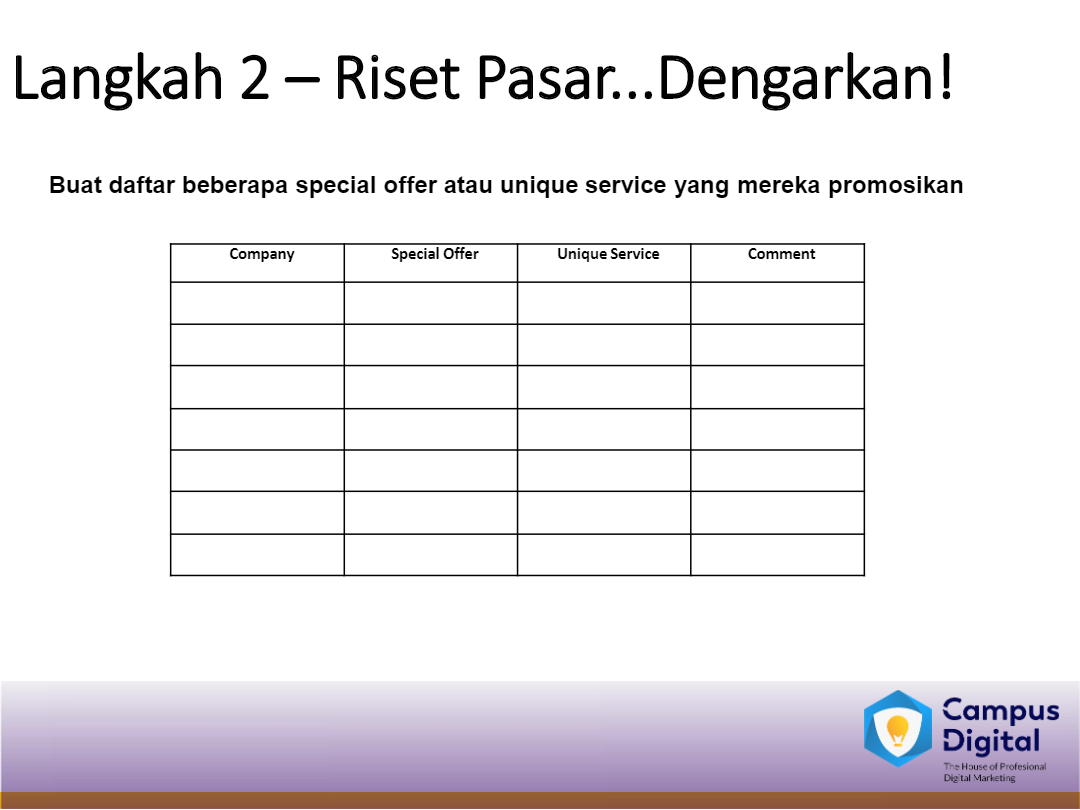 Langkah 2 – Riset Pasar...Dengarkan!
Buat daftar beberapa special offer atau unique service yang mereka promosikan
Company Special Offer Unique Service Comment
Campus
Digital
The House of Profesional
Digital Marketing